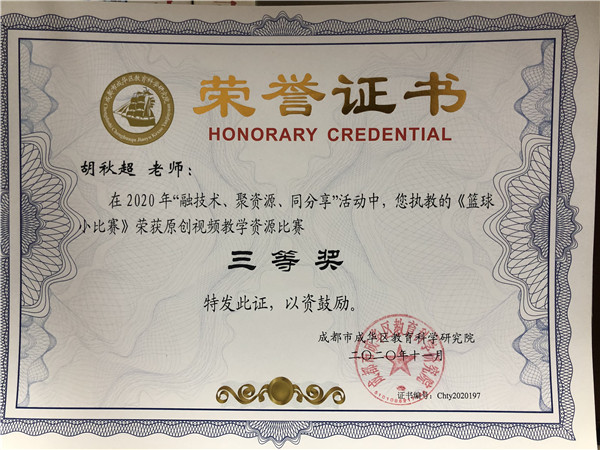 荣誉证书
HONORARY CREDENTIAL
胡秋超 老师：
在2020年“融技术、聚资源、同分享”活动中，您执教的《篮球
小比赛》荣获原创视频教学资源比赛
三等奖
特发此证，以资鼓励。
成都市成华区教育科学研究院
二〇二〇年十一月
证书编号：Chty2020197